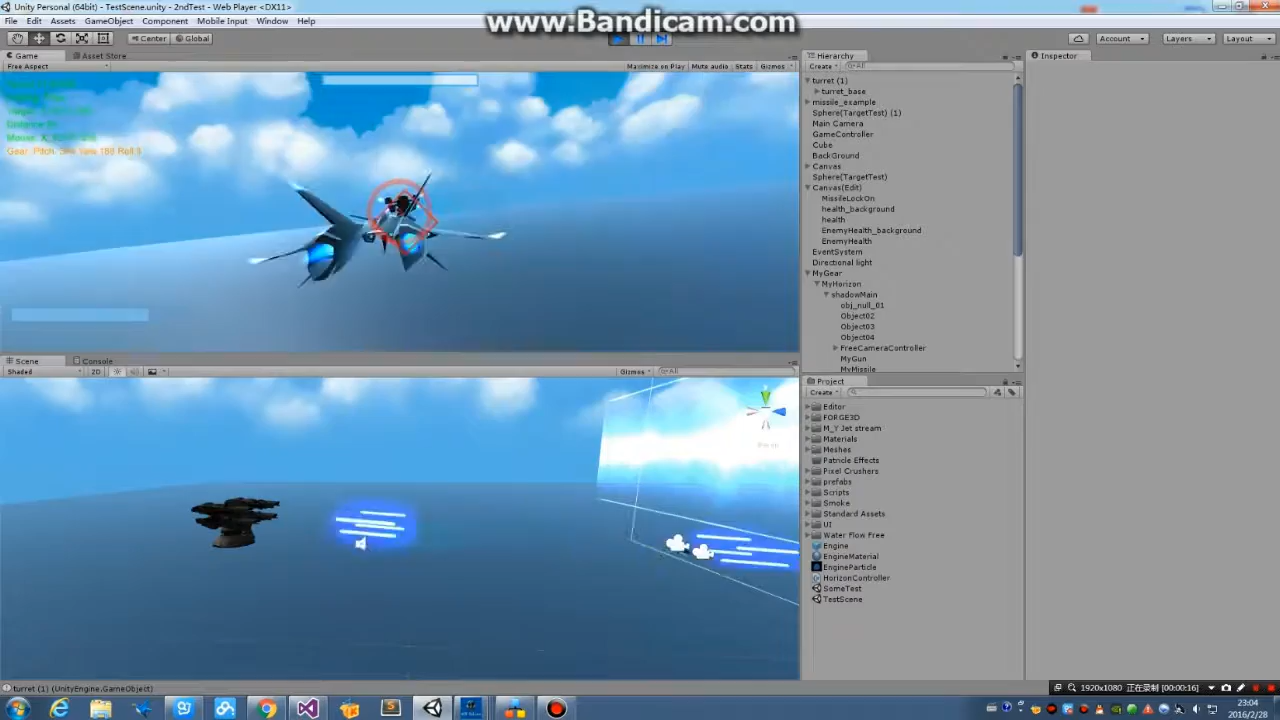 Unity Personal (64bit) - TestScene.unity - 2ndTest - Web Player <DX11>
www.Bandicam.com
File Edit Assets GameObject Component Mobile Input Window Help
Center Global
Account Layers Layout
Game Asset Store
Free Aspect
Maximize on Play Mute audio Stats Gizmos
Scene Console
Shaded 2D
Gizmos All
turret (1) (UnityEngine.GameObject)
Hierarchy
Create All
turret (1)
turret_base
missile_example
Sphere(TargetTest) (1)
Main Camera
GameController
Cube
BackGround
Canvas
Sphere(TargetTest)
Canvas(Edit)
MissileLockOn
health_background
health
EnemyHealth_background
EnemyHealth
EventSystem
Directional light
MyGear
MyHorizon
shadowMain
obj_null_01
Object02
Object03
Object04
FreeCameraController
MyGun
MyMissile
Project
Create
Editor
FORGE3D
M_Y Jet stream
Materials
Meshes
Patricle Effects
Pixel Crushers
prefabs
Scripts
Smoke
Standard Assets
UI
Water Flow Free
Engine
EngineMaterial
EngineParticle
HorizonController
SomeTest
TestScene
Inspector
1920x1080 正在录制 [00:00:16]
23:04
2016/2/28